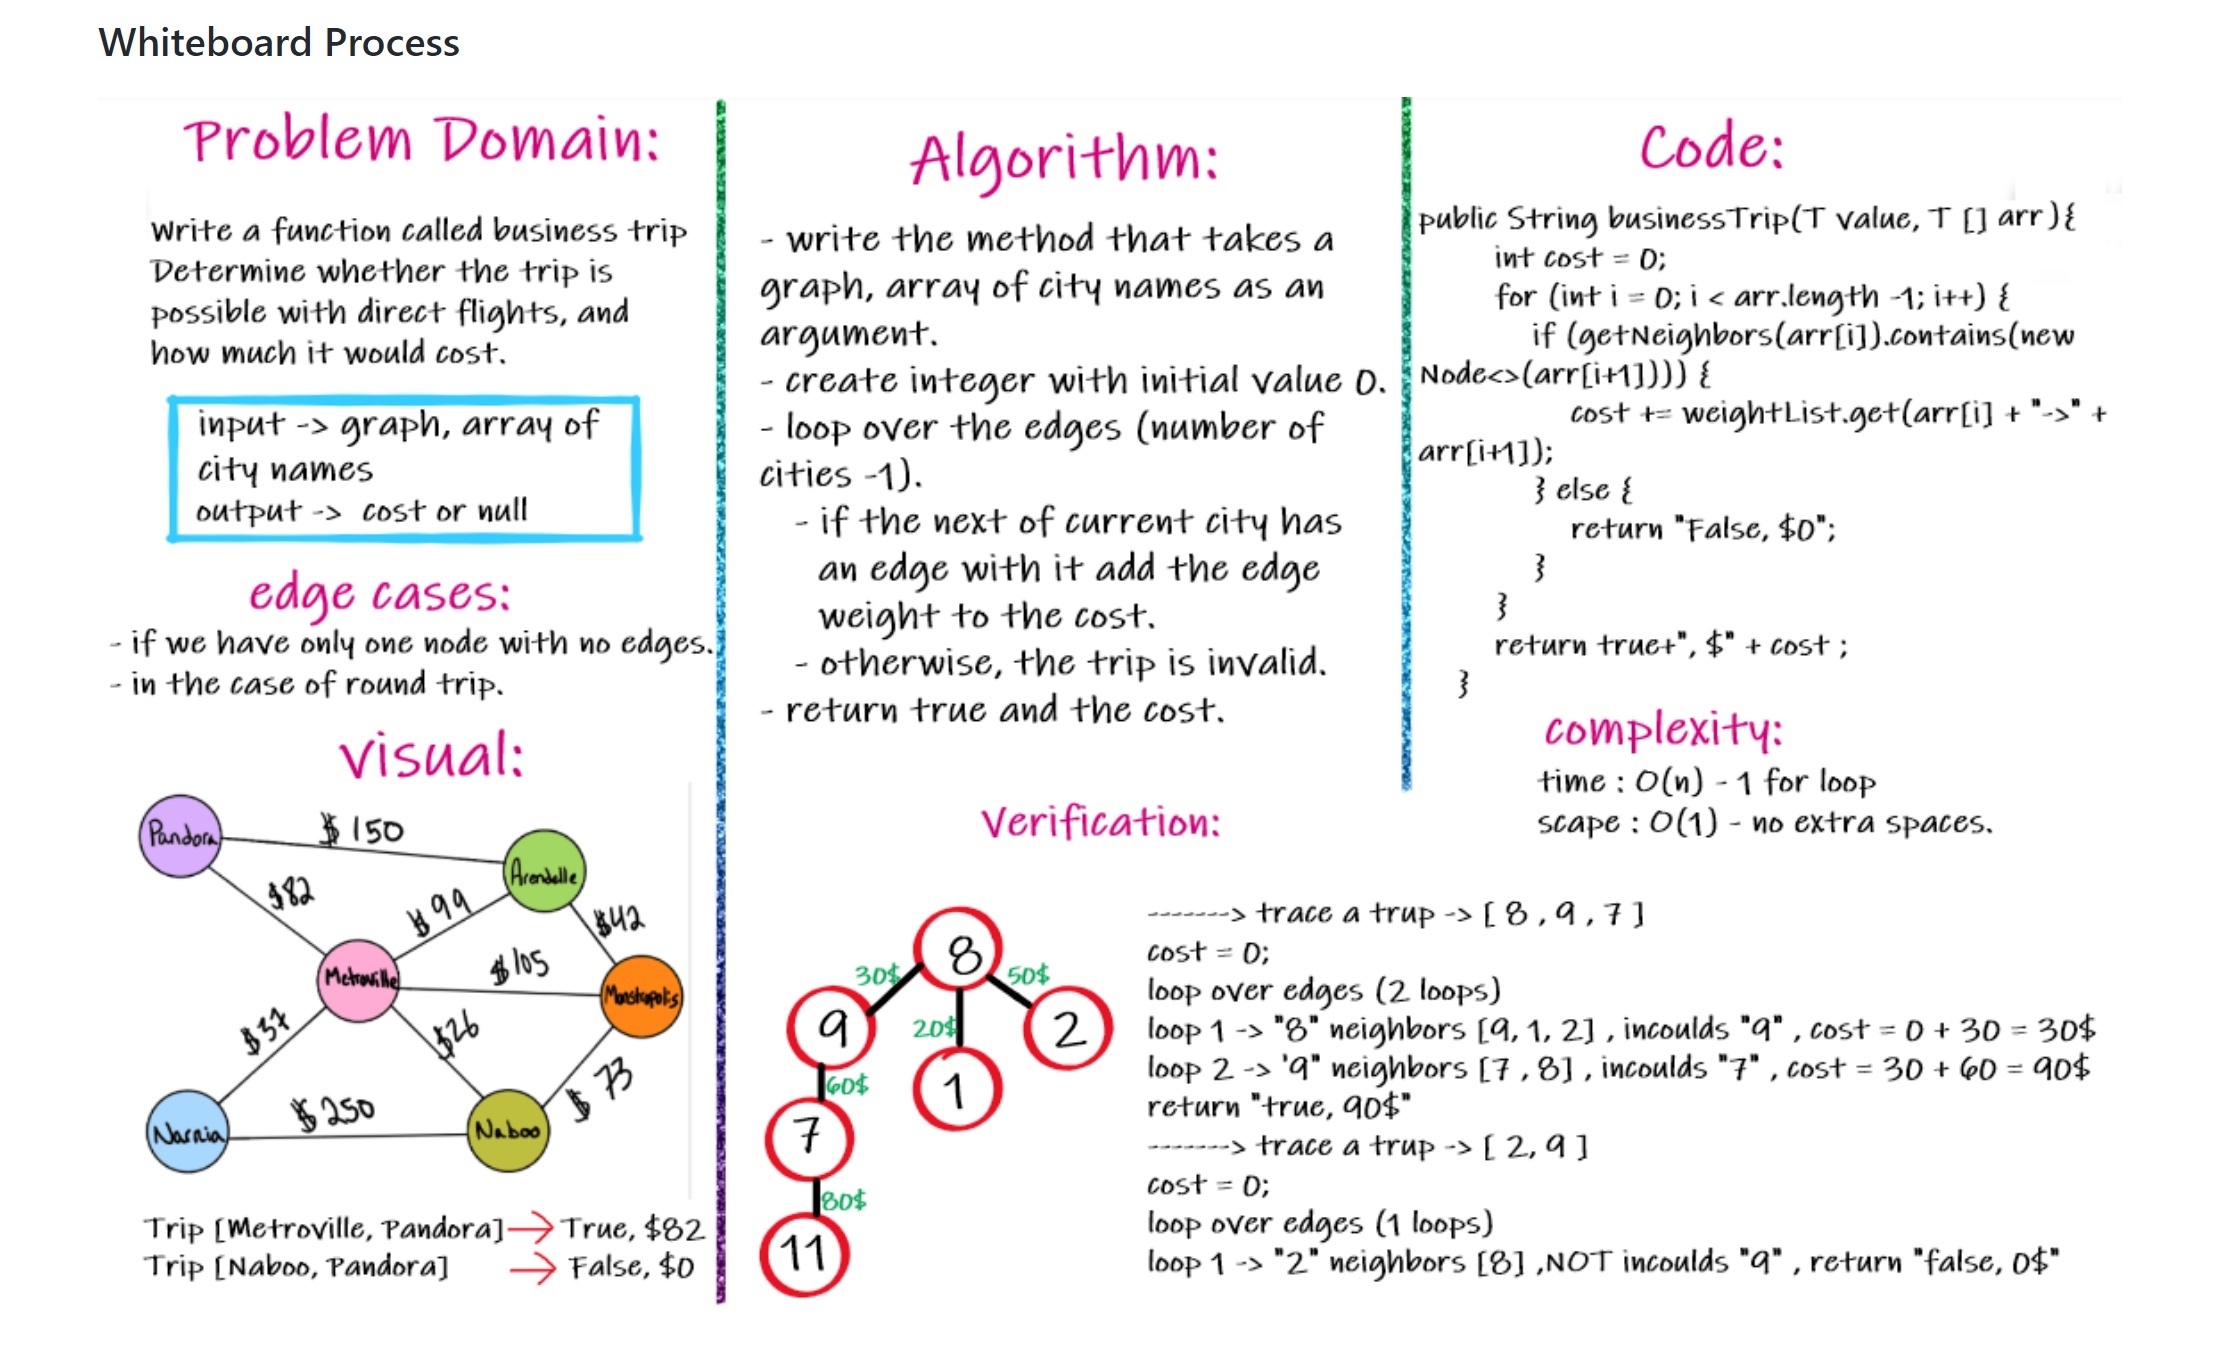 Whiteboard Process
Problem Domain:
Write a function called business trip
Determine whether the trip is
possible with direct flights, and
how much it would cost.
input -> graph, array of
city names
output -> cost or null
edge cases:
- if we have only one node with no edges.
- in the case of round trip.
Visual:
Pandora
$150
Arendelle
$82
$99
$42
Metroville
$105
Monstropolis
$37
$26
$73
Narnia
$250
Naboo
Trip [Metroville, Pandora] → True, $82
Trip [Naboo, Pandora] → False, $0
Algorithm:
- write the method that takes a
graph, array of city names as an
argument.
- create integer with initial value 0.
- loop over the edges (number of
cities -1).
- if the next of current city has
an edge with it add the edge
weight to the cost.
- otherwise, the trip is invalid.
- return true and the cost.
Code:
public String businessTrip(T value, T [] arr ){
int cost = 0;
for (int i = 0; i < arr.length -1; i++) {
if (getNeighbors(arr[i]).contains(new
Node<>(arr[i+1]))) {
cost += weightList.get(arr[i] + "->" +
arr[i+1]);
} else {
return "False, $0";
}
}
return true+", $" + cost ;
}
complexity:
time : O(n) - 1 for loop
scape : O(1) - no extra spaces.
Verification:
8
30$
50$
9
20$
2
60$
1
7
80$
11
-------> trace a trup -> [ 8 , 9 , 7 ]
cost = 0;
loop over edges (2 loops)
loop 1 -> "8" neighbors [9, 1, 2] , incoulds "9" , cost = 0 + 30 = 30$
loop 2 -> '9" neighbors [7 , 8] , incoulds "7" , cost = 30 + 60 = 90$
return "true, 90$"
-------> trace a trup -> [ 2, 9 ]
cost = 0;
loop over edges (1 loops)
loop 1 -> "2" neighbors [8] ,NOT incoulds "9" , return "false, 0$"